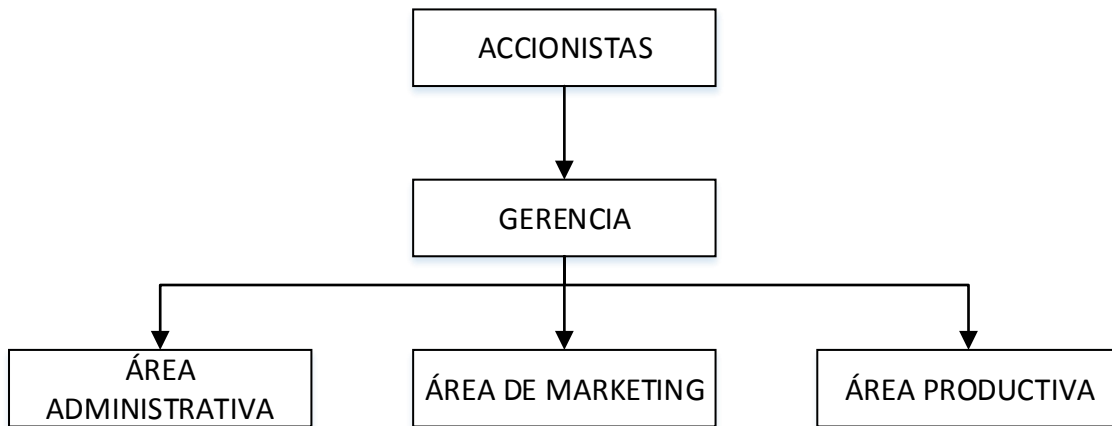 ACCIONISTAS
GERENCIA
ÁREA
ADMINISTRATIVA
ÁREA DE MARKETING
ÁREA PRODUCTIVA